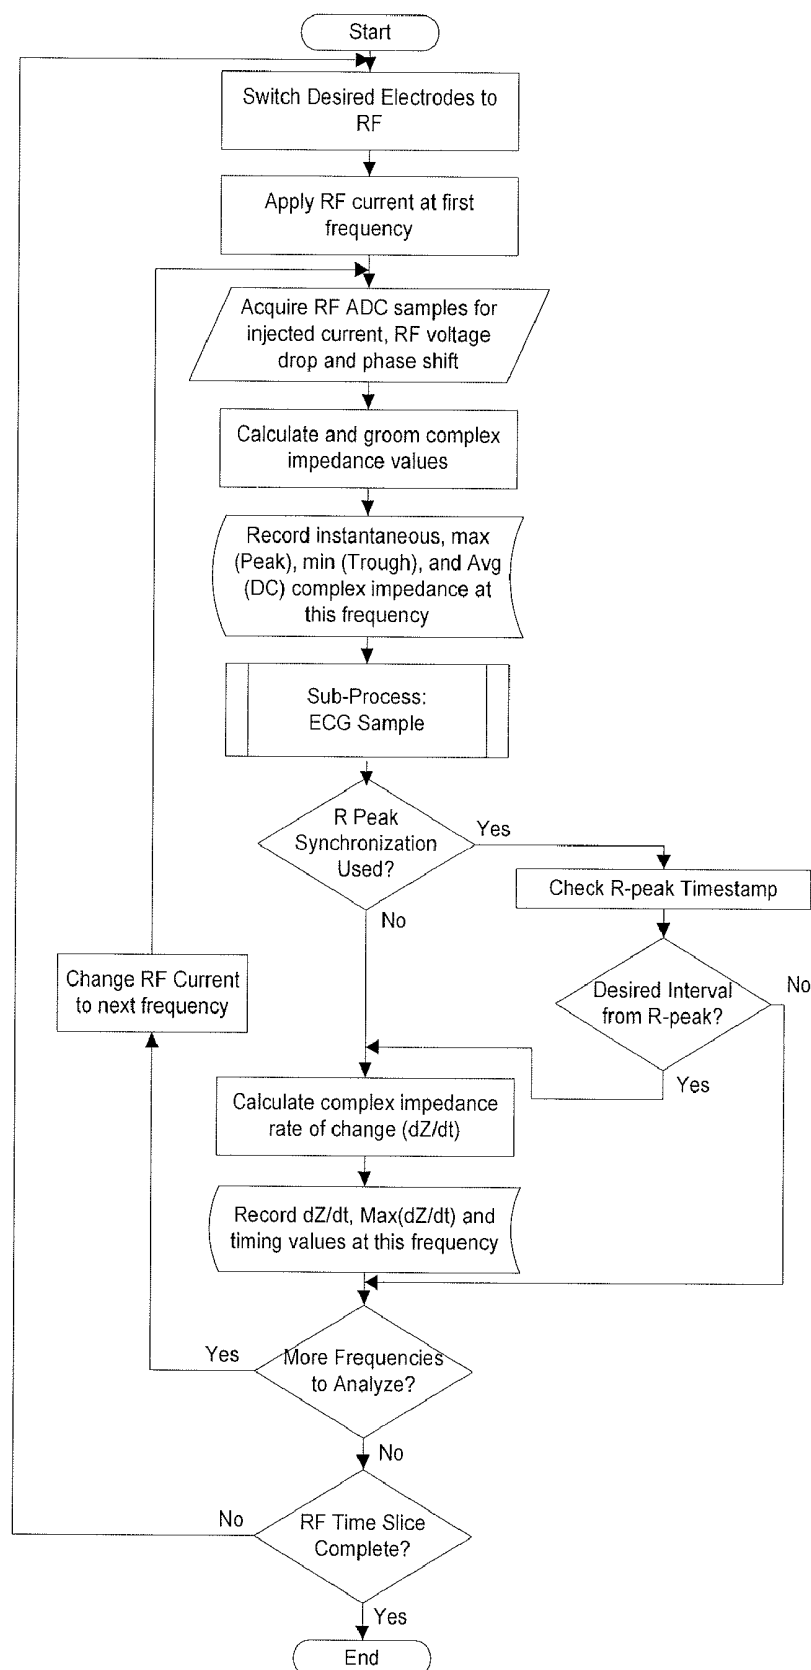 Start
Switch Desired Electrodes to
RF
Apply RF current at first
frequency
Acquire RF ADC samples for
injected current, RF voltage
drop and phase shift
Calculate and groom complex
impedance values
Record instantaneous, max
(Peak), min (Trough), and Avg
(DC) complex impedance at
this frequency
Sub-Process:
ECG Sample
R Peak
Synchronization
Used?
Yes
No
Check R-peak Timestamp
Desired Interval
from R-peak?
No
Yes
Change RF Current
to next frequency
Calculate complex impedance
rate of change (dZ/dt)
Record dZ/dt, Max(dZ/dt) and
timing values at this frequency
More Frequencies
to Analyze?
Yes
No
RF Time Slice
Complete?
No
Yes
End